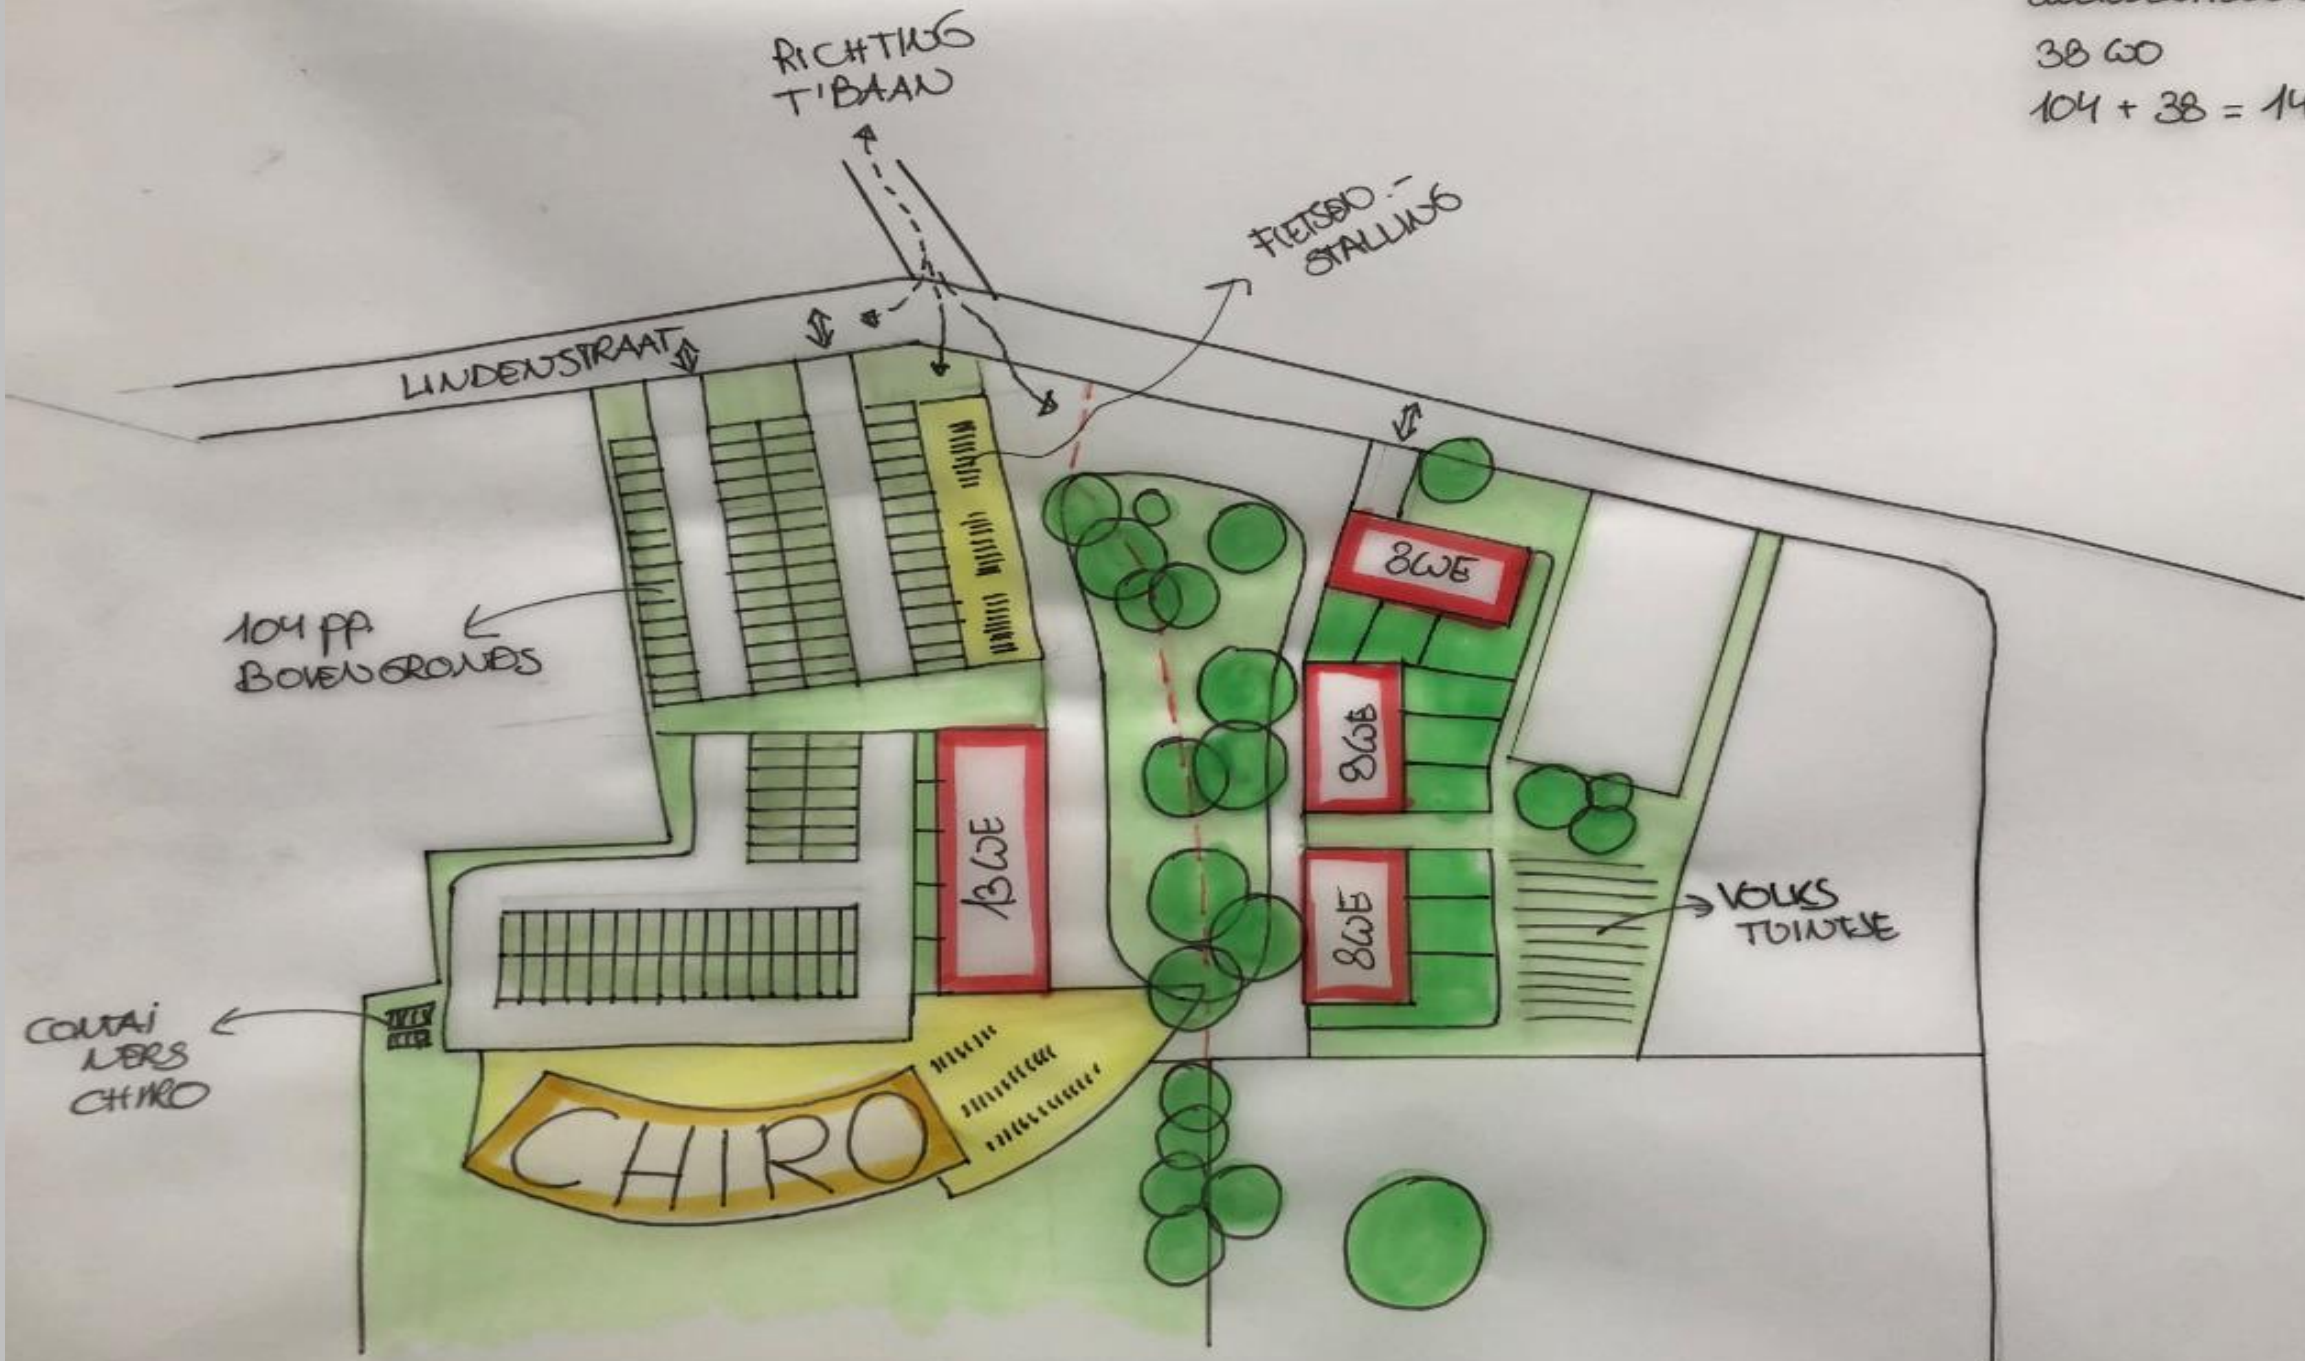 38 WO
104 + 38 = 14
RICHTING
T'BAAN
FIETSEN-
STALLING
LINDENSTRAAT
8WE
104 PP.
BOVENGRONDS
8WE
13WE
8WE
VOLKS
TUINTJE
CONTAI
NERS
CHIRO
CHIRO